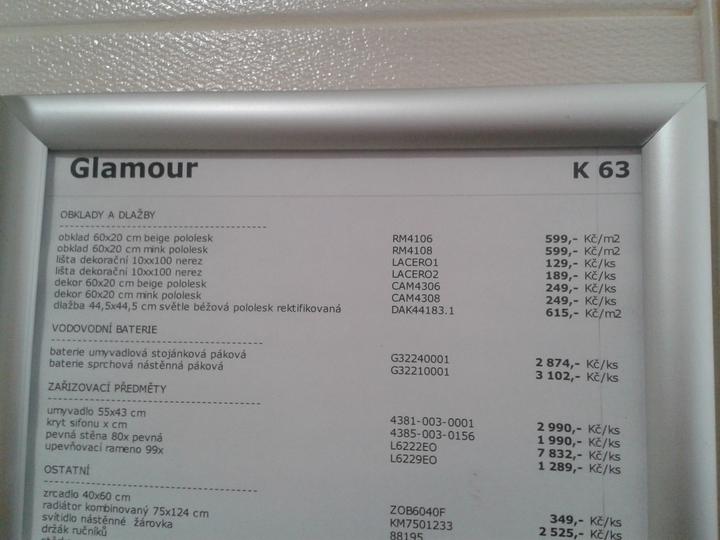 Glamour K 63
OBKLADY A DLAŽBY
obklad 60x20 cm beige pololesk RM4106 599,- Kč/m2
obklad 60x20 cm mink pololesk RM4108 599,- Kč/m2
lišta dekorační 10xx100 nerez LACERO1 129,- Kč/ks
lišta dekorační 10xx100 nerez LACERO2 189,- Kč/ks
dekor 60x20 cm beige pololesk CAM4306 249,- Kč/ks
dekor 60x20 cm mink pololesk CAM4308 249,- Kč/ks
dlažba 44,5x44,5 cm světle béžová pololesk rektifikovaná DAK44183.1 615,- Kč/m2
VODOVODNÍ BATERIE
baterie umyvadlová stojánková páková G32240001 2 874,- Kč/ks
baterie sprchová nástěnná páková G32210001 3 102,- Kč/ks
ZAŘIZOVACÍ PŘEDMĚTY
umyvadlo 55x43 cm 4381-003-0001 2 990,- Kč/ks
kryt sifonu x cm 4385-003-0156 1 990,- Kč/ks
pevná stěna 80x pevná L6222EO 7 832,- Kč/ks
upevňovací rameno 99x L6229EO 1 289,- Kč/ks
OSTATNÍ
zrcadlo 40x60 cm ZOB6040F 349,- Kč/ks
radiátor kombinovaný 75x124 cm KM7501233 2 525,- Kč/ks
svítidlo nástěnné žárovka 88195
držák ručníků